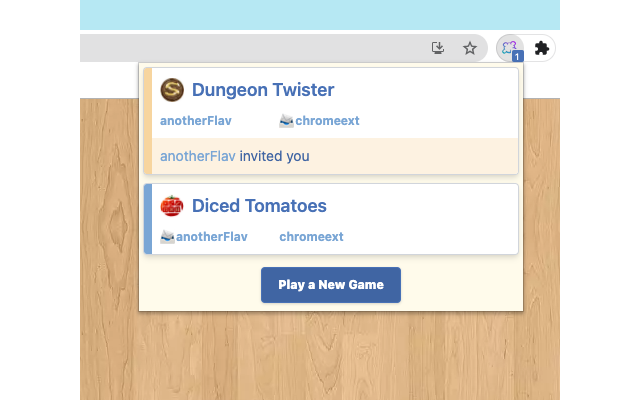 1
Dungeon Twister
anotherFlav chromeext
anotherFlav invited you
Diced Tomatoes
anotherFlav chromeext
Play a New Game